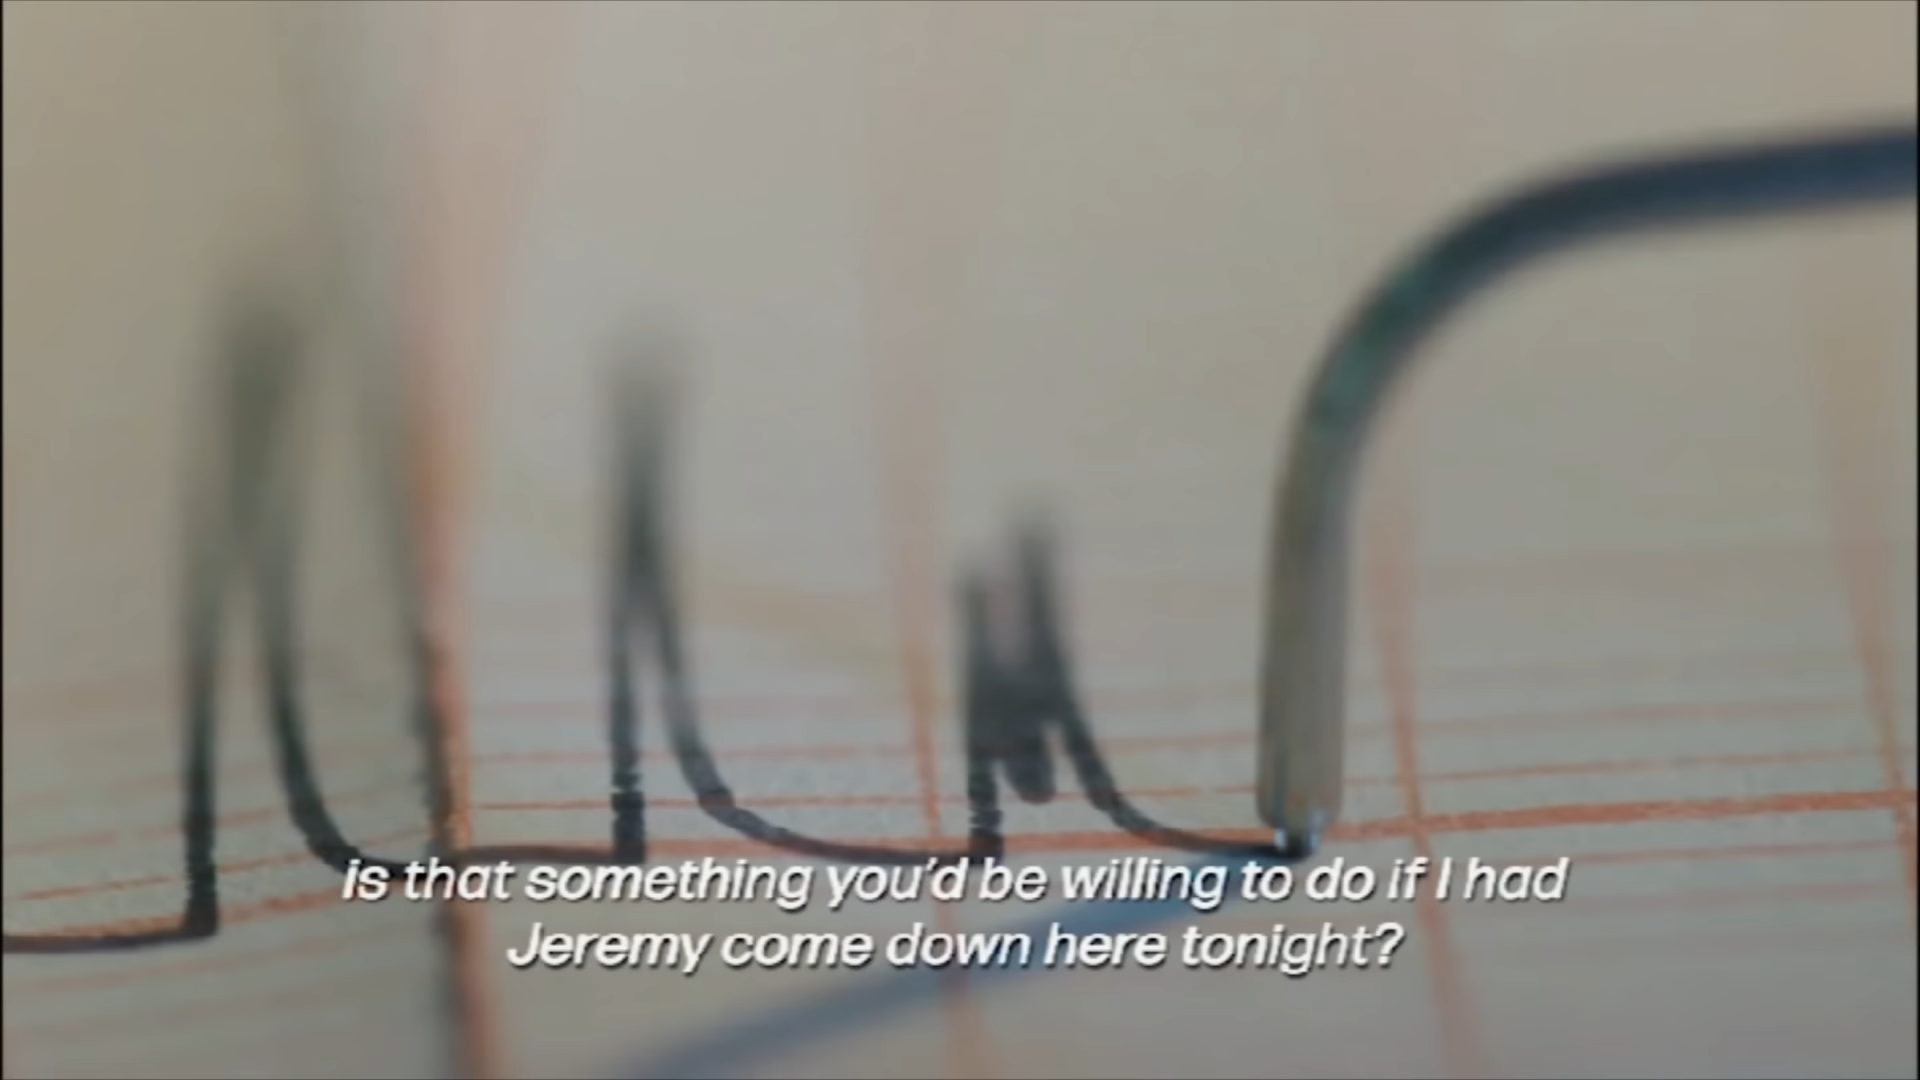 is that something you'd be willing to do if I had
Jeremy come down here tonight?